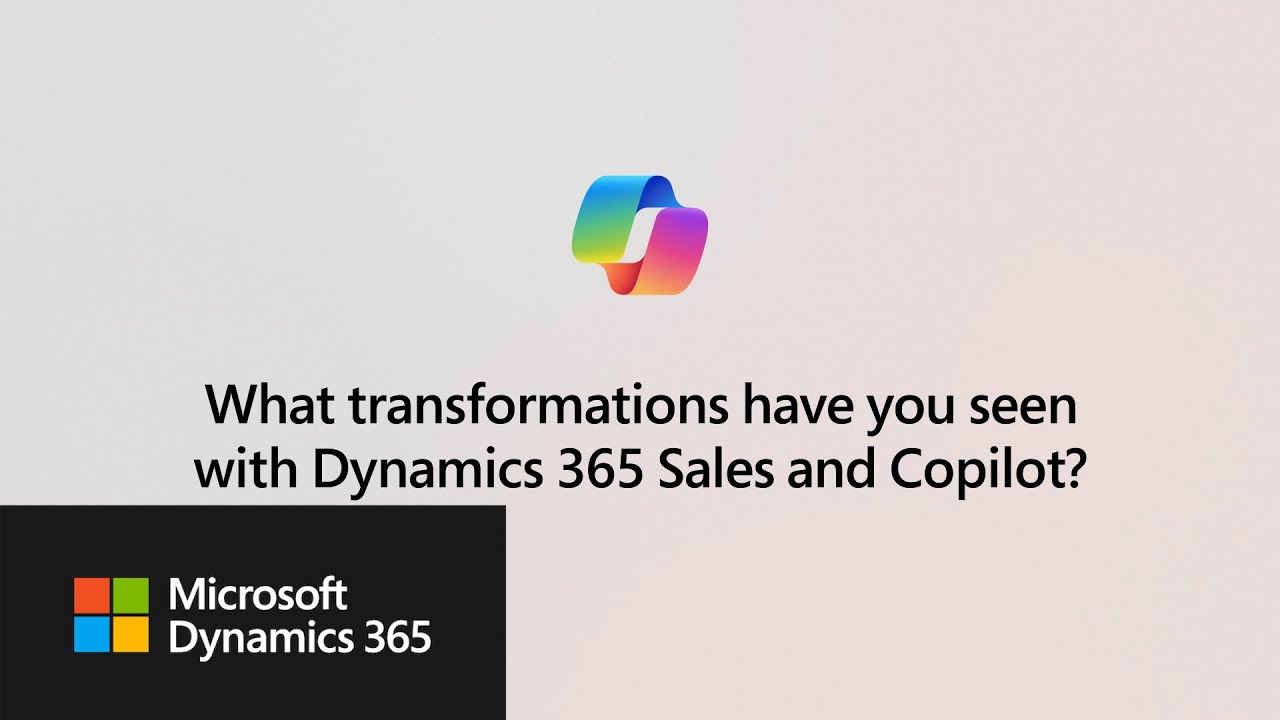 What transformations have you seen
with Dynamics 365 Sales and Copilot?
Microsoft
Dynamics 365